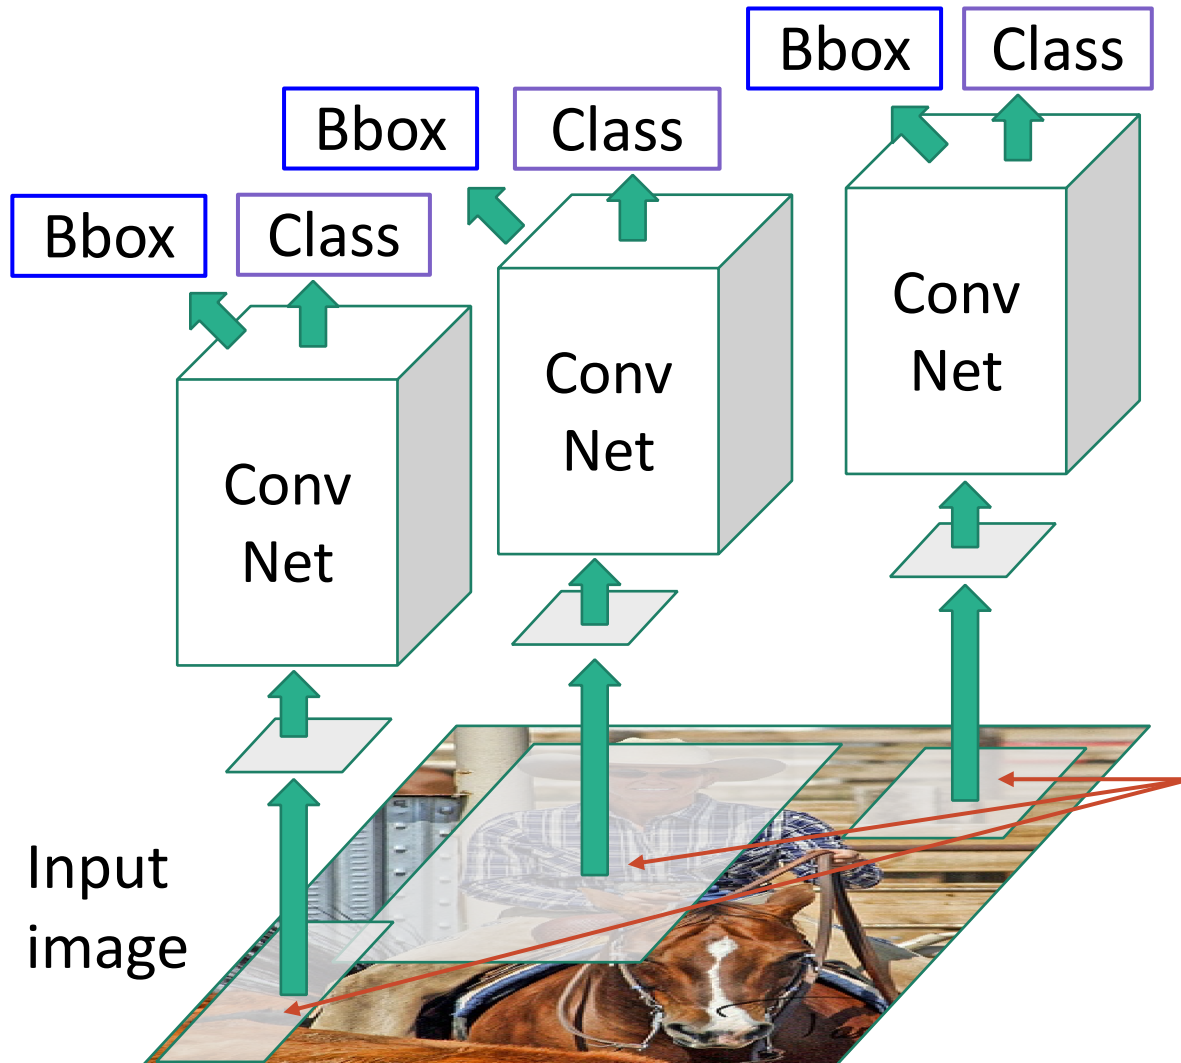 Bbox
Class
Bbox
Class
Bbox
Class
Conv
Net
Conv
Net
Conv
Net
Input
image